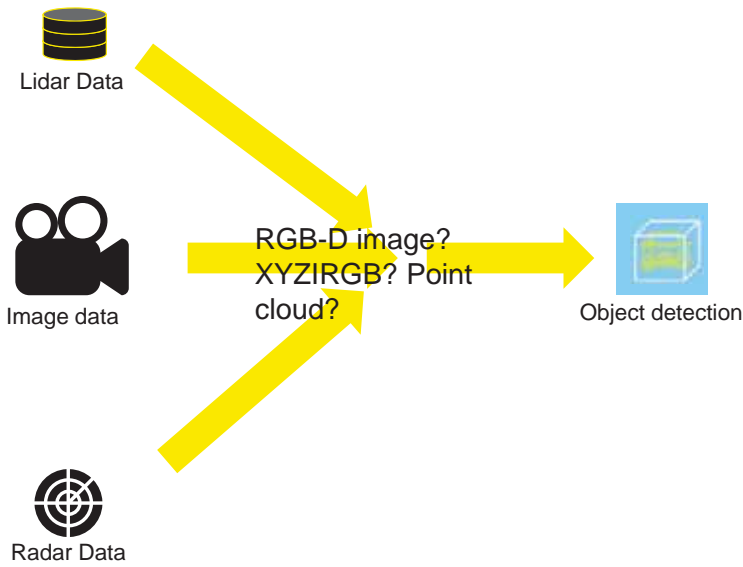 Lidar Data
RGB-D image?
XYZIRGB? Point
cloud?
Image data
Object detection
Radar Data